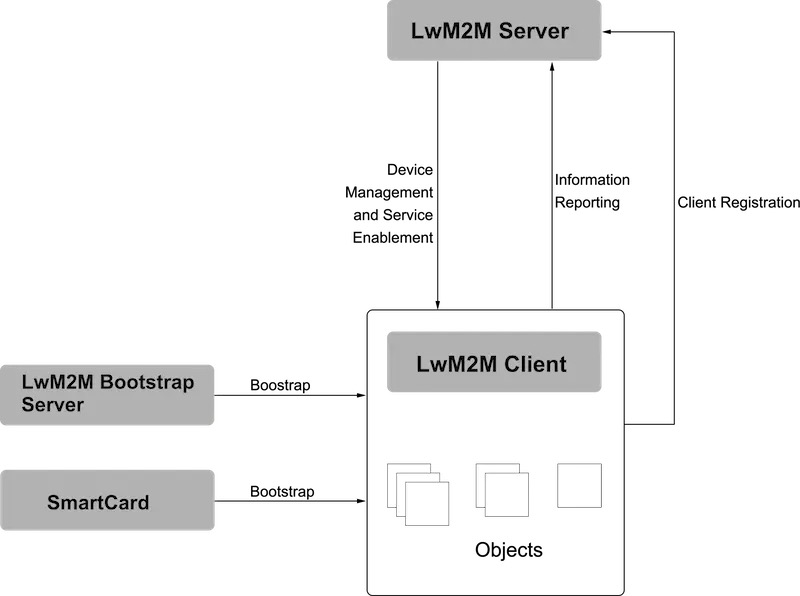 LwM2M Server
Device
Management
and Service
Enablement
Information
Reporting
Client Registration
LwM2M Client
LwM2M Bootstrap
Server
Boostrap
SmartCard
Bootstrap
Objects